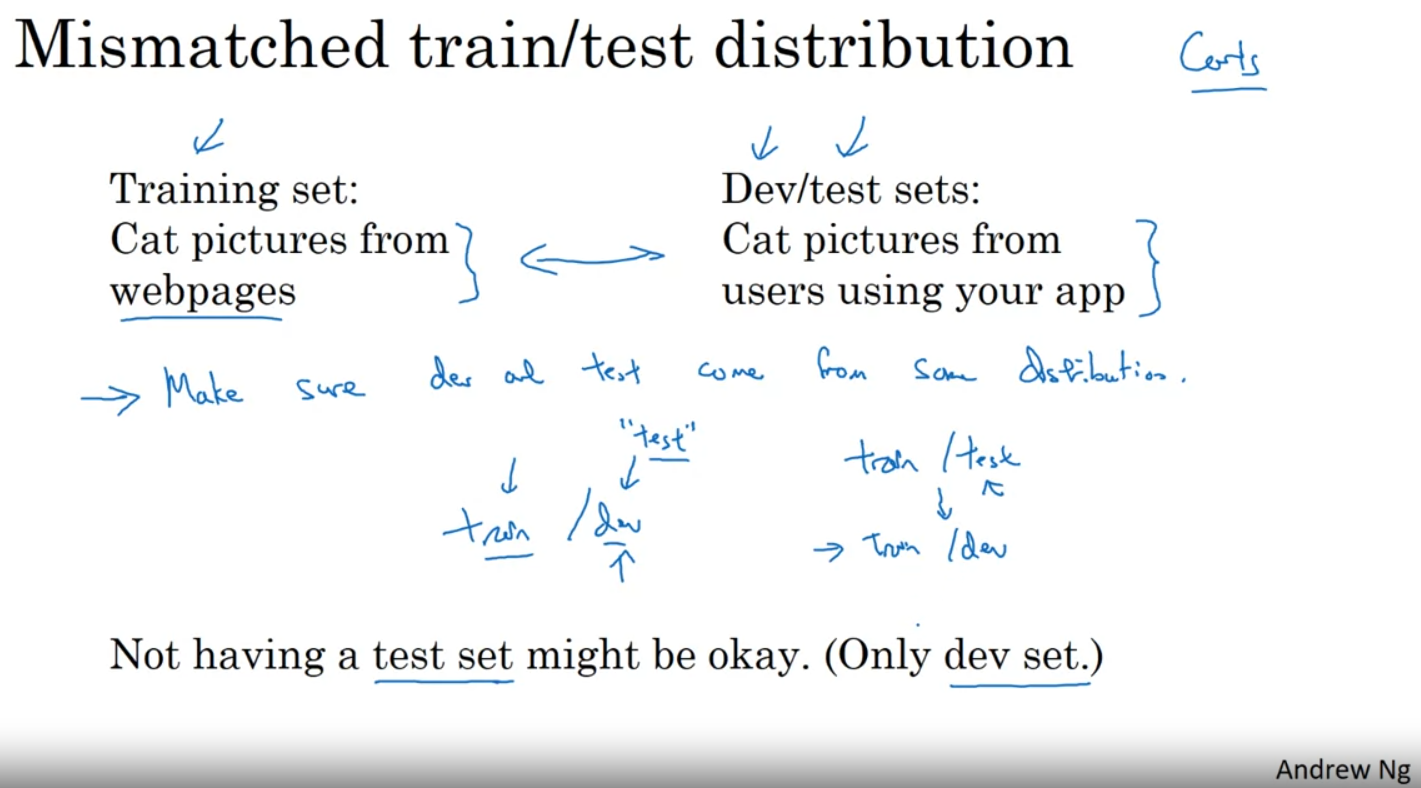 Mismatched train/test distribution
Training set:
Cat pictures from
webpages
Dev/test sets:
Cat pictures from
users using your app
→ Make sure dev and test come from same distribution.
"test"
train / dev
train / test
→ train / dev
Not having a test set might be okay. (Only dev set.)
Andrew Ng